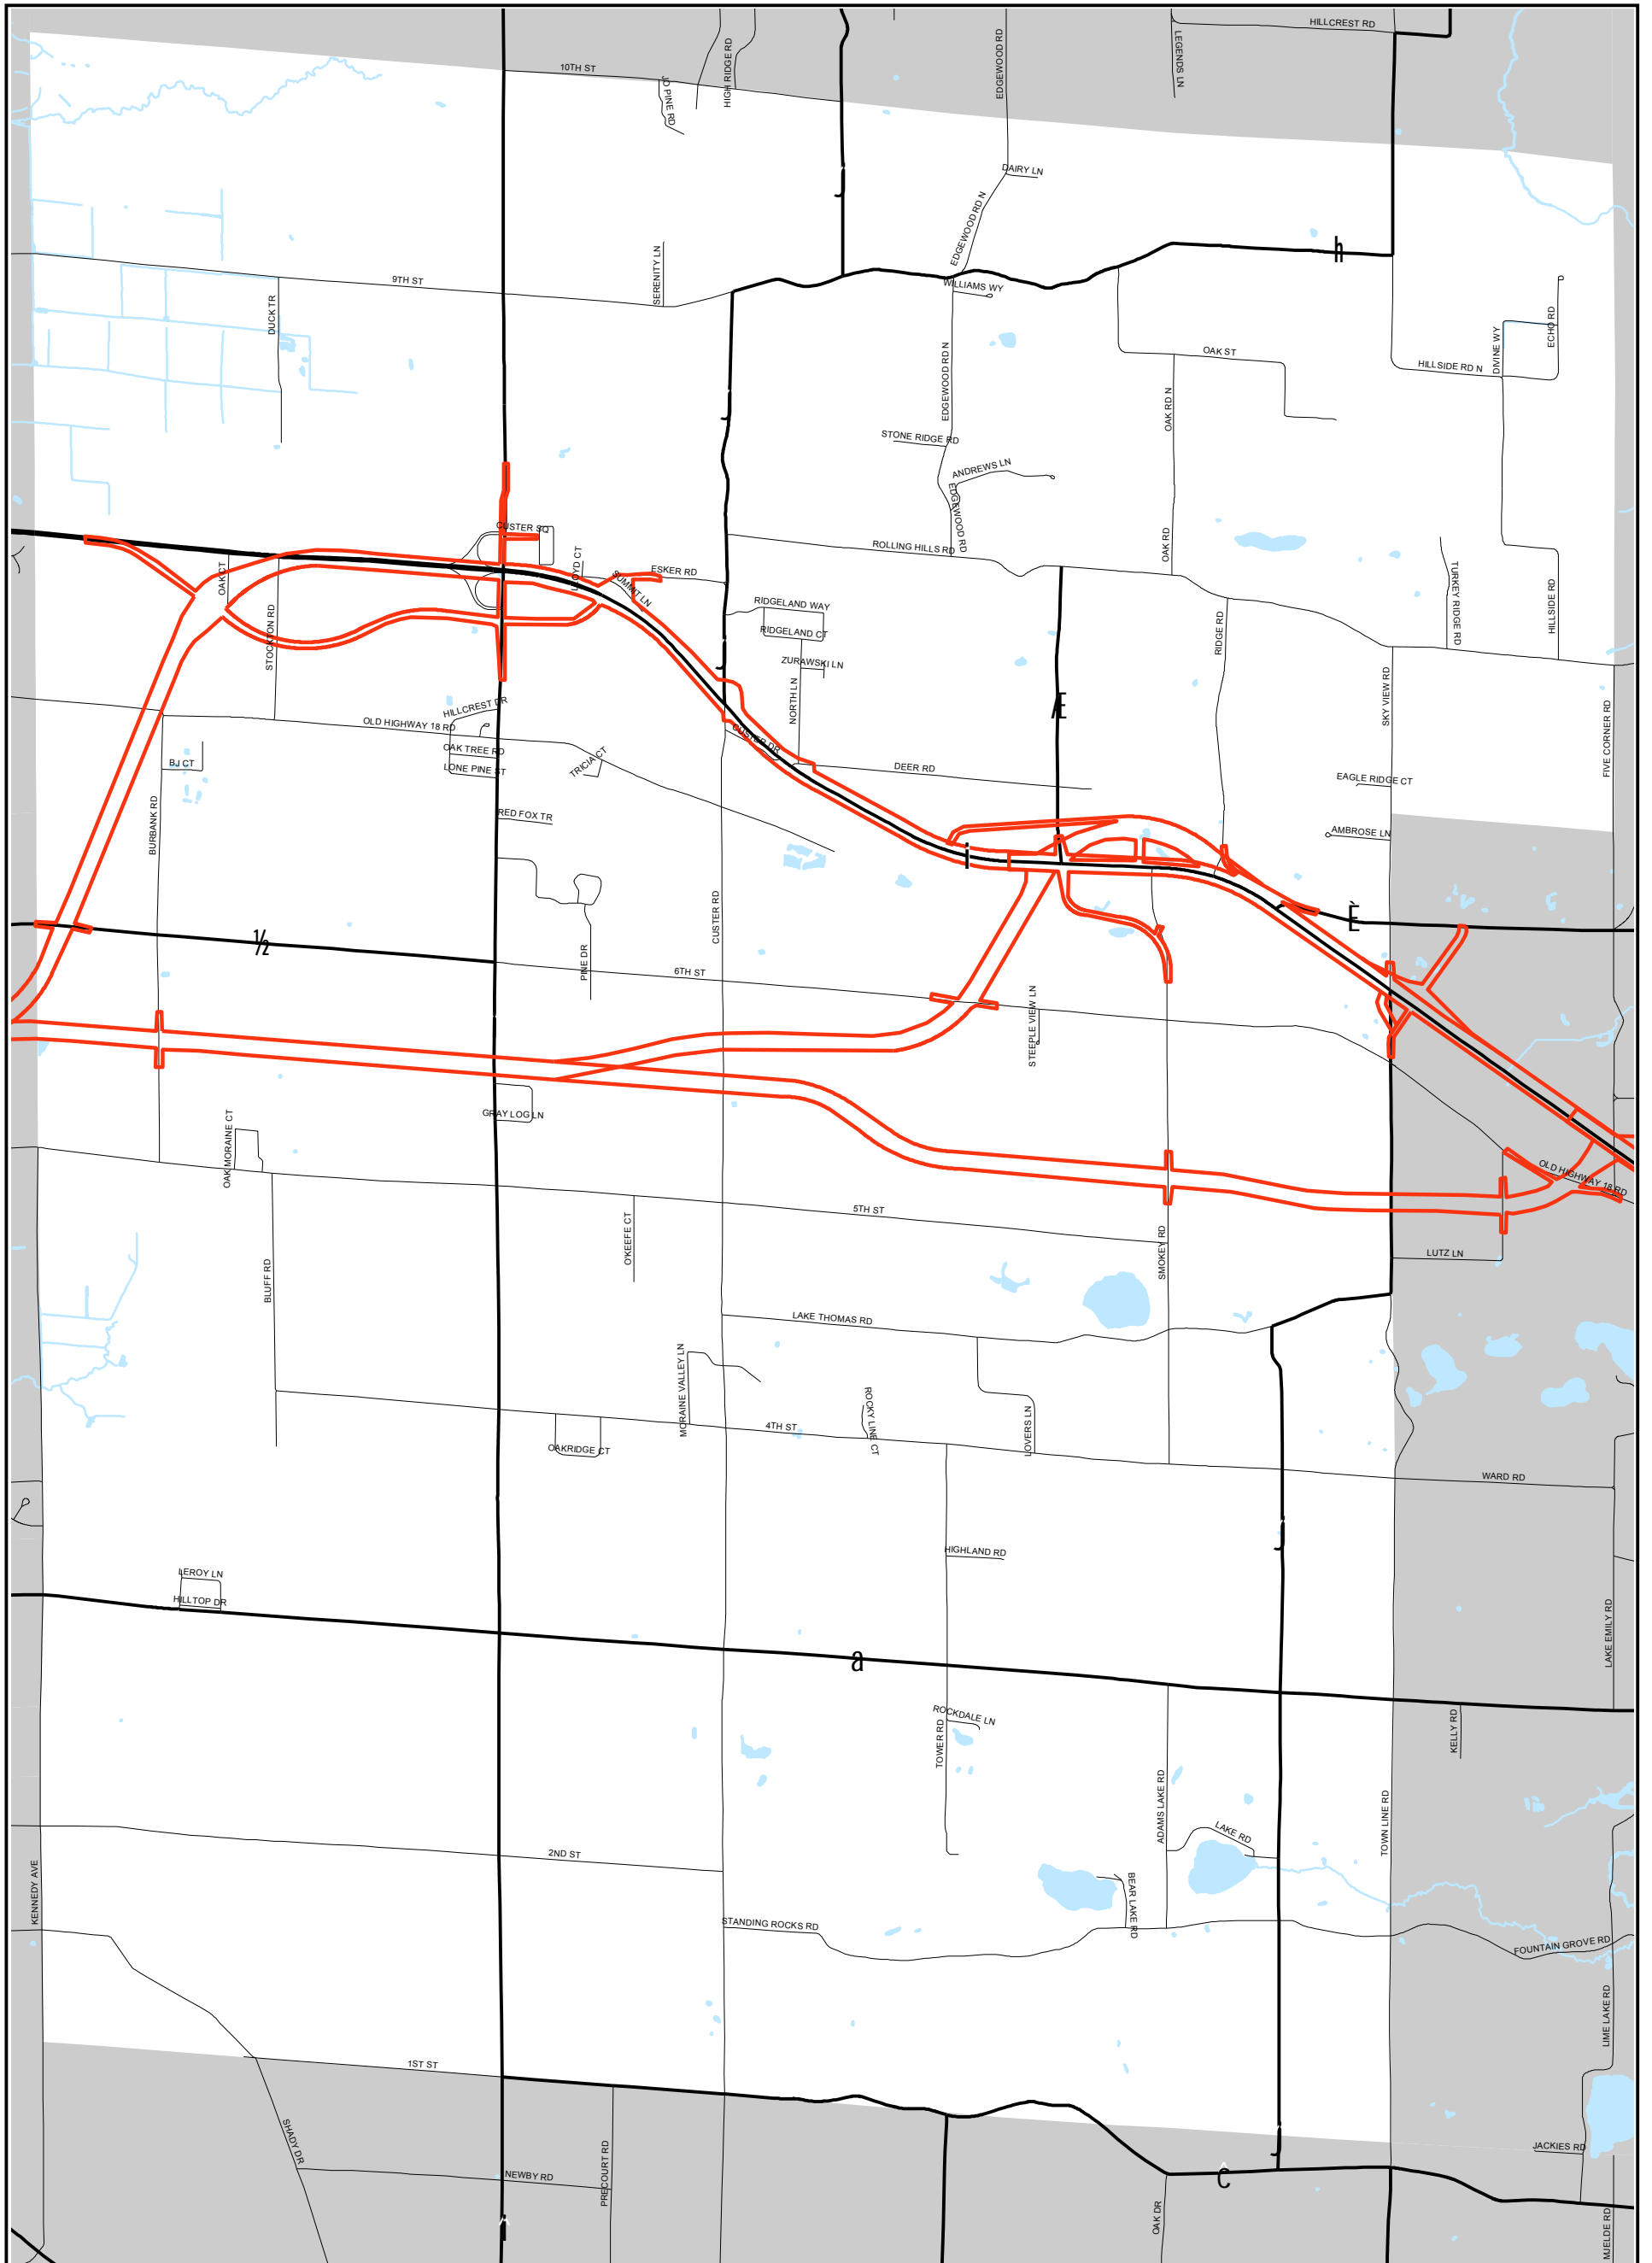 HILLCREST RD
10TH ST
JO PINE RD
HIGH RIDGE RD
EDGEWOOD RD
LEGENDS LN
DAIRY LN
EDGEWOOD RD N
SERENITY LN
h
9TH ST
WILLIAMS WY
DUCK TR
ECHO RD
DIVINE WY
OAK ST
HILLSIDE RD N
EDGEWOOD RD N
OAK RD N
STONE RIDGE RD
ANDREWS LN
EDGEWOOD RD
CUSTER SQ
ROLLING HILLS RD
OAK RD
OAK CT
LLOYD CT
ESKER RD
SUMMIT LN
TURKEY RIDGE RD
HILLSIDE RD
RIDGELAND WAY
RIDGELAND CT
STOCKTON RD
RIDGE RD
ZURAWSKI LN
NORTH LN
Æ
SKY VIEW RD
FIVE CORNER RD
HILLCREST DR
OLD HIGHWAY 18 RD
CUSTER DR
OAK TREE RD
TRICIA CT
B J CT
LONE PINE ST
DEER RD
EAGLE RIDGE CT
BURBANK RD
RED FOX TR
AMBROSE LN
i
È
CUSTER RD
½
PINE DR
6TH ST
STEEPLE VIEW LN
GRAY LOG LN
OAK MORAINE CT
OLD HIGHWAY 18 RD
5TH ST
O'KEEFE CT
SMOKEY RD
LUTZ LN
BLUFF RD
LAKE THOMAS RD
MORAINE VALLEY LN
ROCKY LINE CT
LOVERS LN
4TH ST
OAKRIDGE CT
WARD RD
HIGHLAND RD
J
LEROY LN
HILLTOP DR
LAKE EMILY RD
a
ROCKDALE LN
TOWER RD
KELLY RD
ADAMS LAKE RD
TOWN LINE RD
LAKE RD
2ND ST
KENNEDY AVE
BEAR LAKE RD
STANDING ROCKS RD
FOUNTAIN GROVE RD
LIME LAKE RD
1ST ST
SHADY DR
PRECOURT RD
JACKIES RD
NEWBY RD
OAK DR
MJELDE RD